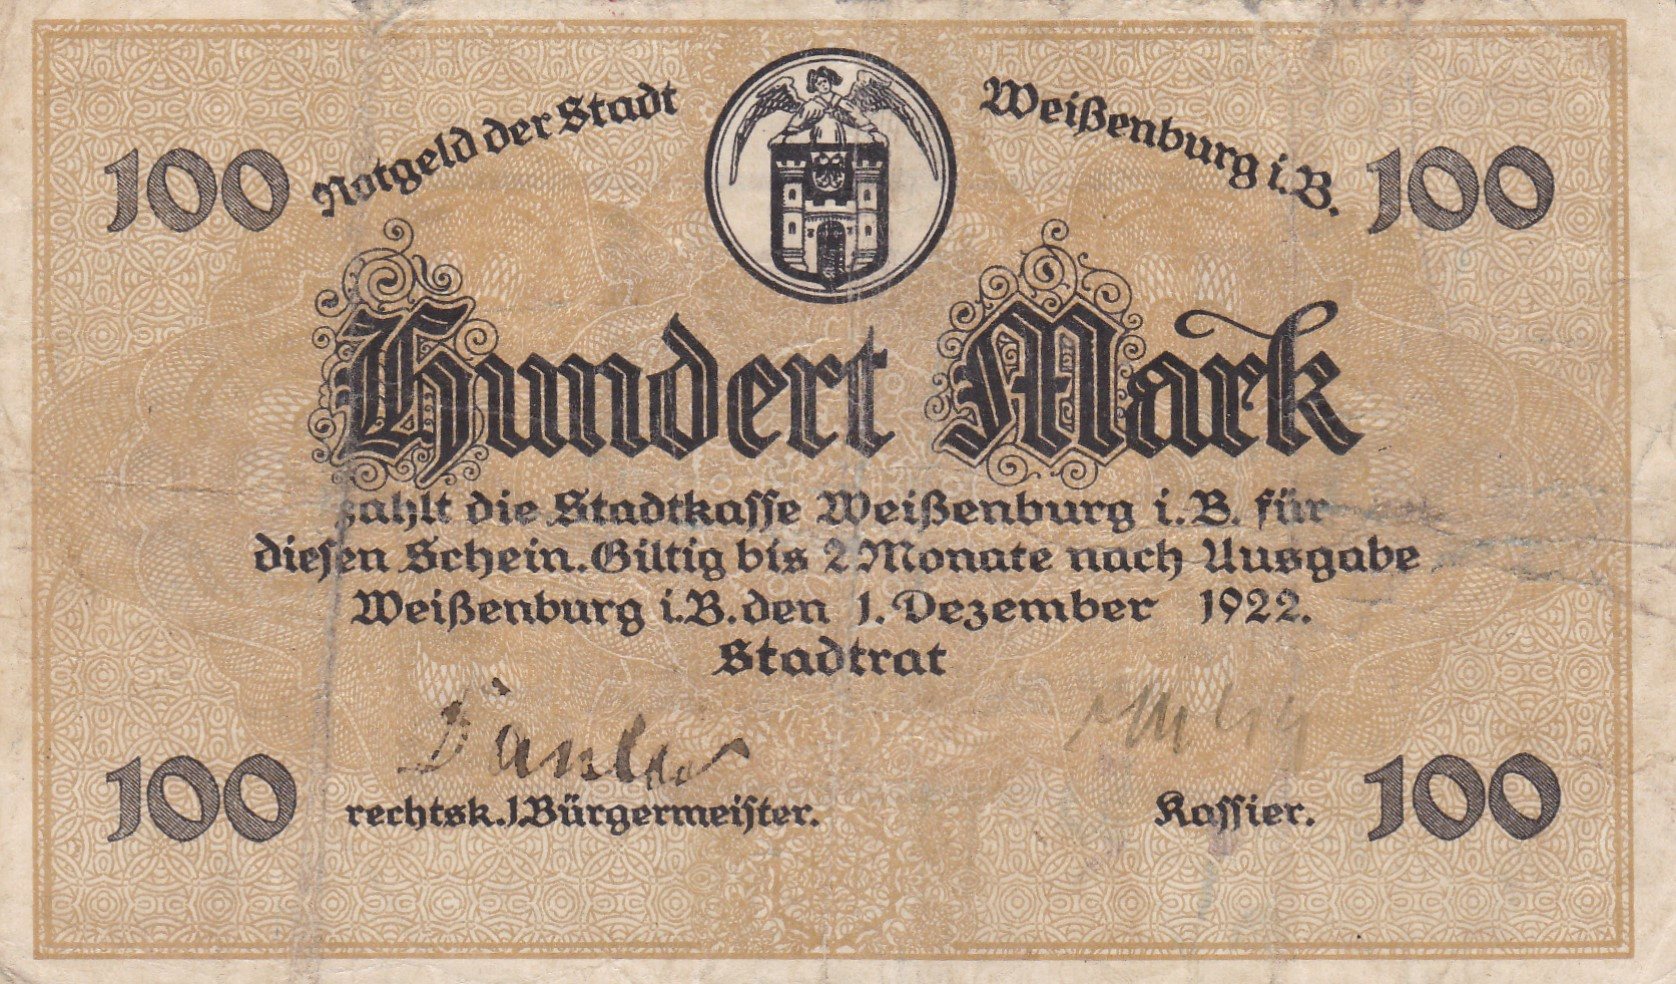 Notgeld der Stadt Weißenburg i.B.
100 100
Hundert Mark
zahlt die Stadtkasse Weißenburg i.B. für
diesen Schein. Giltig bis 2 Monate nach Ausgabe
Weißenburg i.B. den 1. Dezember 1922.
Stadtrat
100 rechtsk. 1. Bürgermeister. Kassier. 100